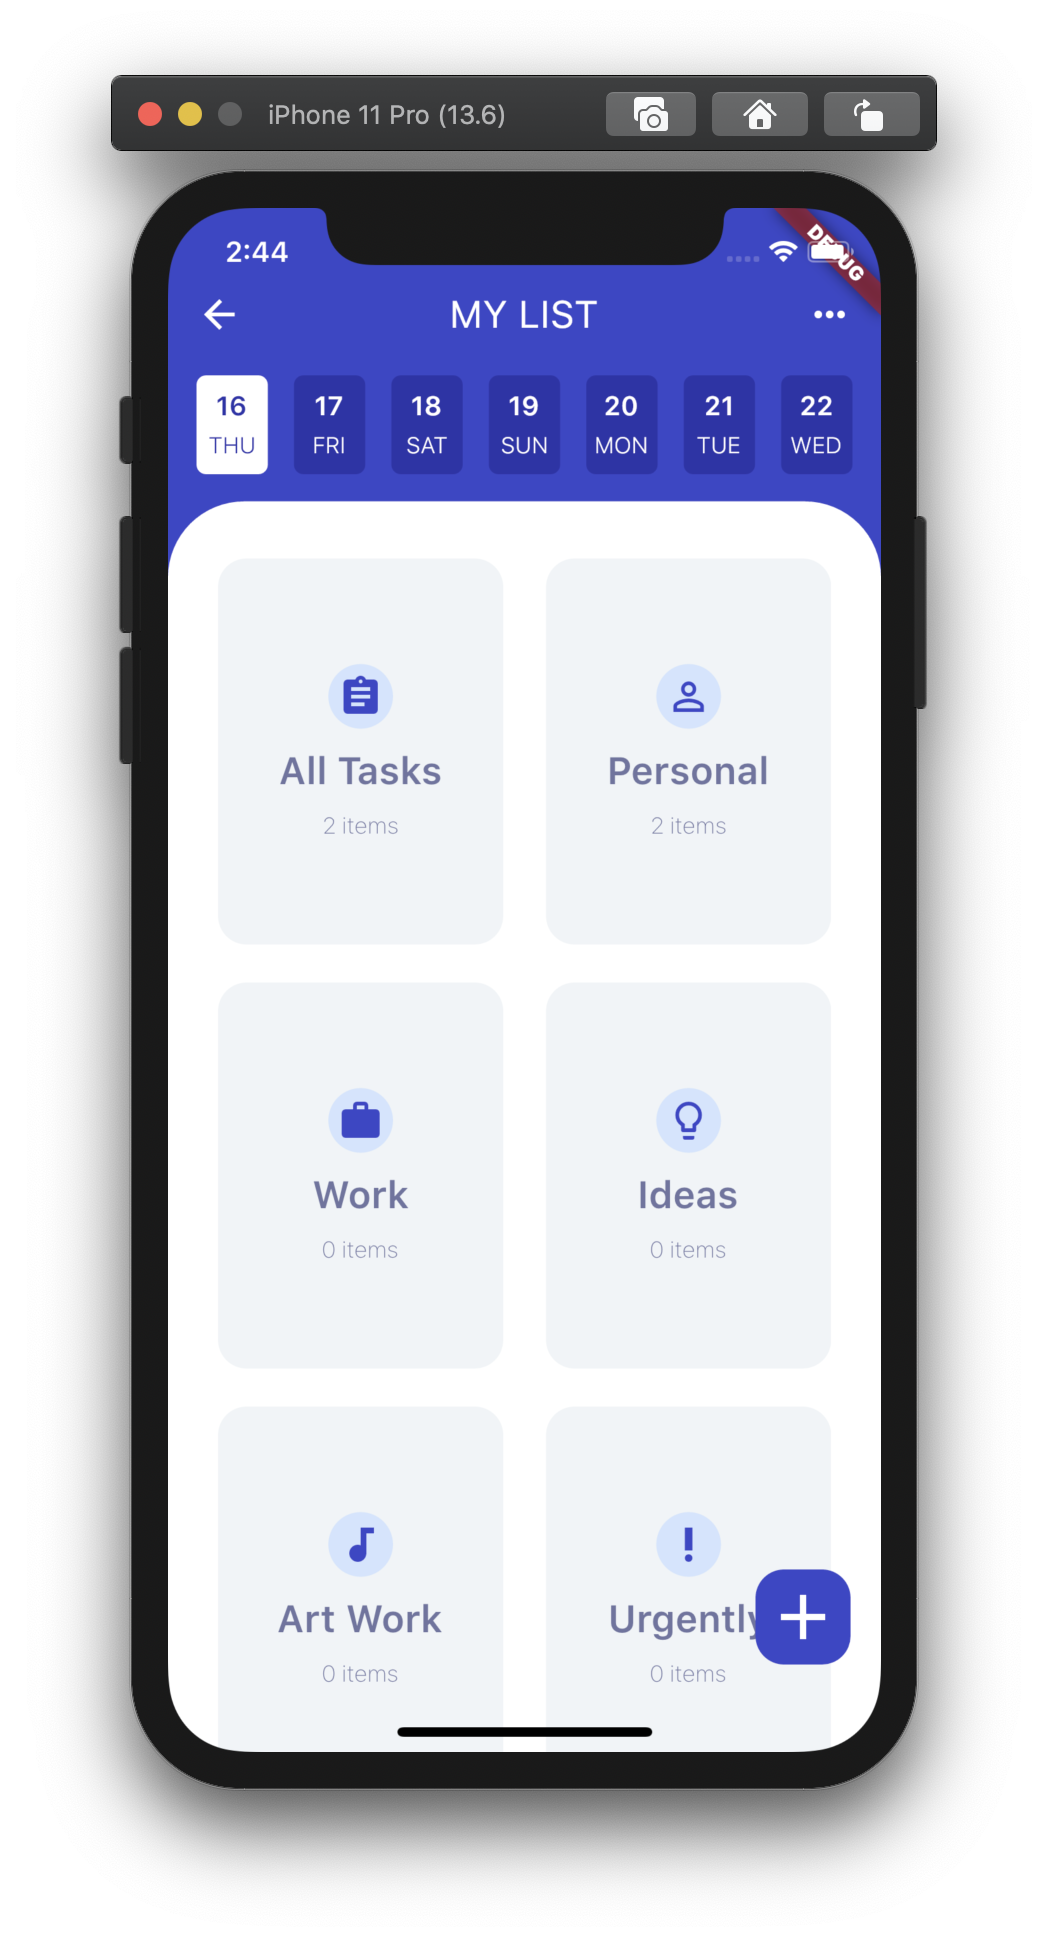 iPhone 11 Pro (13.6)
2:44
DEBUG
MY LIST
16 17 18 19 20 21 22
THU FRI SAT SUN MON TUE WED
All Tasks Personal
2 items 2 items
Work Ideas
0 items 0 items
Art Work Urgently
0 items 0 items